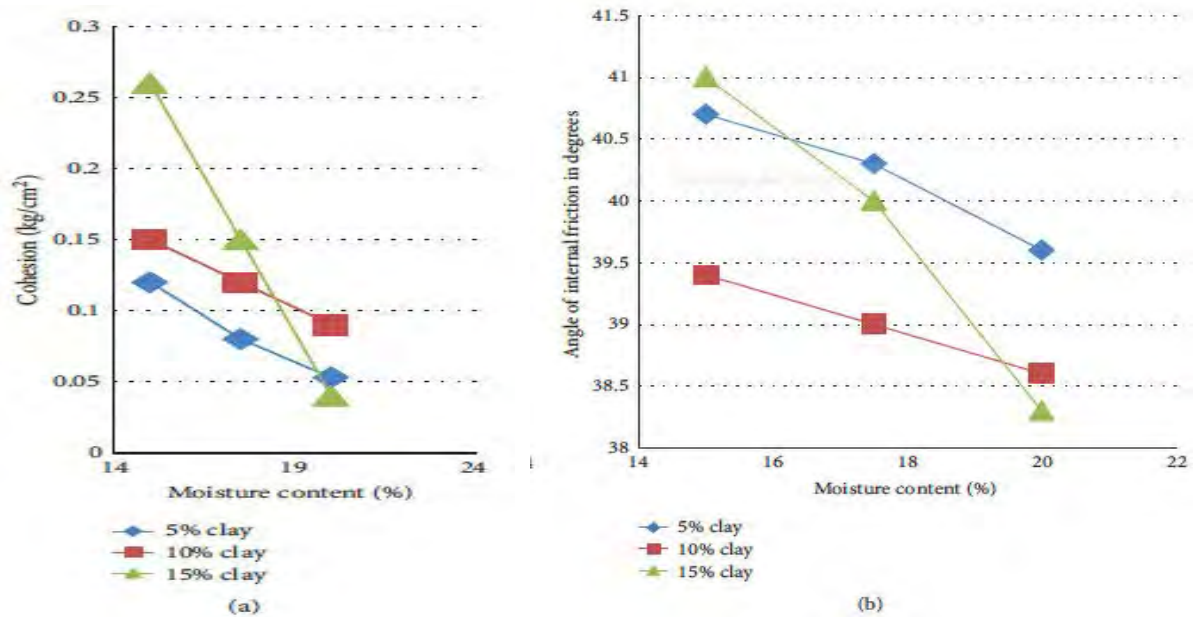 0.3
0.25
0.2
0.15
0.1
0.05
0
Cohesion (kg/cm²)
14 19 24
Moisture content (%)
5% clay
10% clay
15% clay
(a)
41.5
41
40.5
40
39.5
39
38.5
38
Angle of internal friction in degrees
14 16 18 20 22
Moisture content (%)
5% clay
10% clay
15% clay
(b)